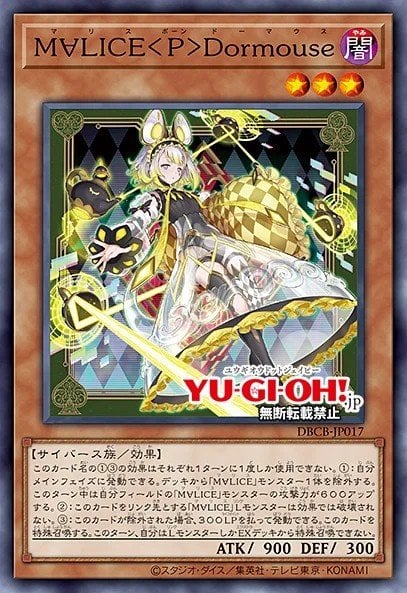 マリスポーンドーマウス
M∀LICE<P>Dormouse
やみ
闇
ユウギオウドットジェイピー
YU-GI-OH!.jp
無断転載禁止
DBCB-JP017
【サイバース族／効果】
このカード名の①③の効果はそれぞれ1ターンに1度しか使用できない。①：自分
メインフェイズに発動できる。デッキから「M∀LICE」モンスター1体を除外する。
このターン中は自分フィールドの「M∀LICE」モンスターの攻撃力が600アップ
する。②：このカードをリンク先とする「M∀LICE」Lモンスターは効果では破壊され
ない。③：このカードが除外された場合、300LPを払って発動できる。このカードを
特殊召喚する。このターン、自分はLモンスターしかEXデッキから特殊召喚できない。
ATK/ 900 DEF/ 300
©スタジオ・ダイス／集英社・テレビ東京・KONAMI